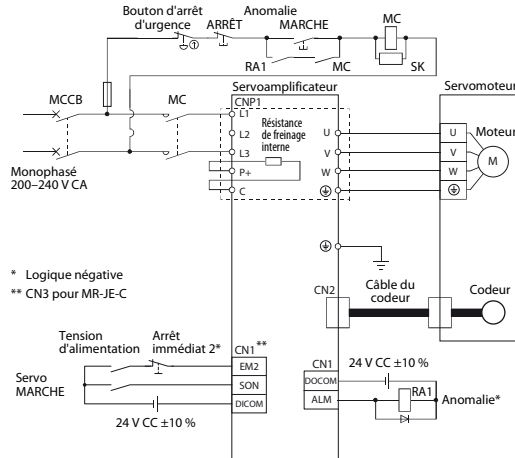 Bouton d'arrêt
d'urgence
ARRÊT
Anomalie
MARCHE
MC
①
RA1
MC
SK
MCCB
MC
Servoamplificateur
Servomoteur
CNP1
L1
L2
L3
P+
C
Résistance
de freinage
interne
U
V
W
U
V
W
Moteur
M
Monophasé
200–240 V CA
* Logique négative
** CN3 pour MR-JE-C
CN2
Câble du
codeur
Codeur
Tension
d'alimentation
Arrêt
immédiat 2*
CN1**
EM2
SON
DICOM
Servo
MARCHE
24 V CC ±10 %
CN1
DOCOM
ALM
24 V CC ±10 %
RA1
Anomalie*